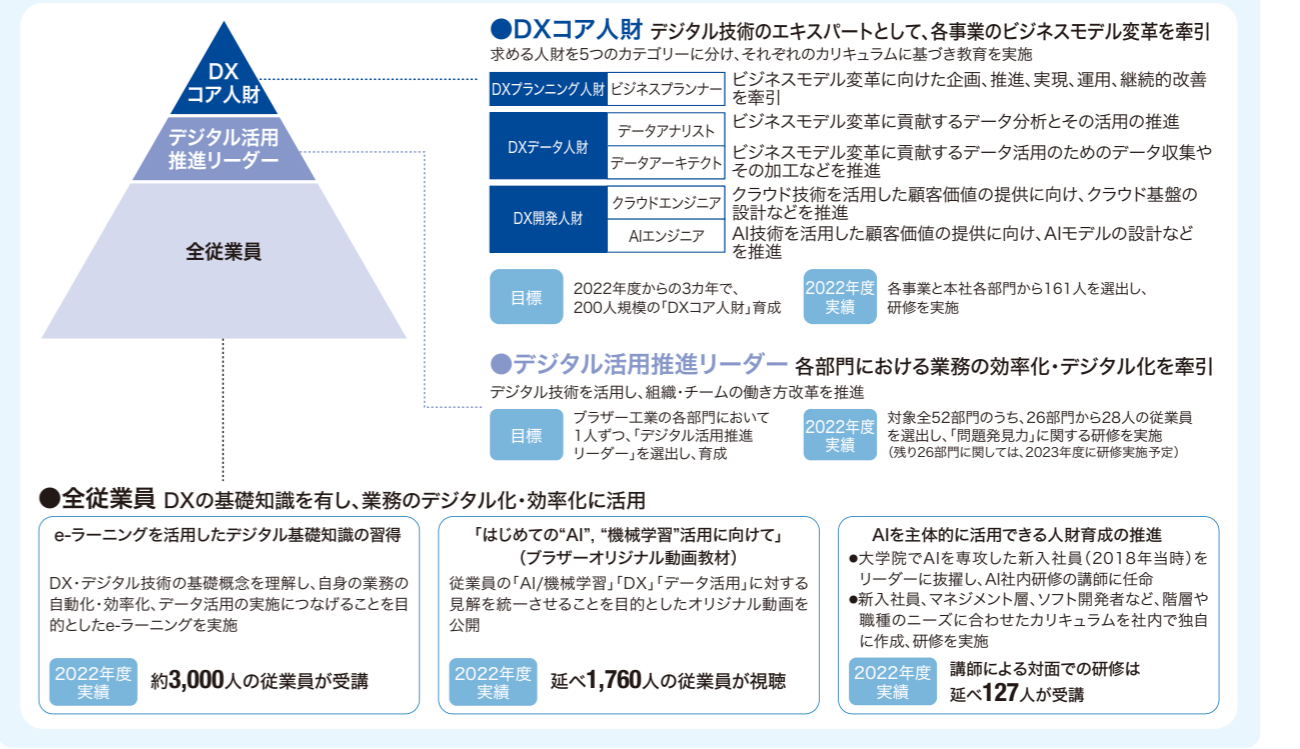 DX
コア人財
デジタル活用
推進リーダー
全従業員
●DXコア人財 デジタル技術のエキスパートとして、各事業のビジネスモデル変革を牽引
求める人財を5つのカテゴリーに分け、それぞれのカリキュラムに基づき教育を実施
DXプランニング人財 ビジネスプランナー
ビジネスモデル変革に向けた企画、推進、実現、運用、継続的改善
を牽引
DXデータ人財
データアナリスト
ビジネスモデル変革に貢献するデータ分析とその活用の推進
データアーキテクト
ビジネスモデル変革に貢献するデータ活用のためのデータ収集や
その加工などを推進
DX開発人財
クラウドエンジニア
クラウド技術を活用した顧客価値の提供に向け、クラウド基盤の
設計などを推進
AIエンジニア
AI技術を活用した顧客価値の提供に向け、AIモデルの設計など
を推進
目標
2022年度からの3カ年で、
200人規模の「DXコア人財」育成
2022年度
実績
各事業と本社各部門から161人を選出し、
研修を実施
●デジタル活用推進リーダー 各部門における業務の効率化・デジタル化を牽引
デジタル技術を活用し、組織・チームの働き方改革を推進
目標
ブラザー工業の各部門において
1人ずつ、「デジタル活用推進
リーダー」を選出し、育成
2022年度
実績
対象全52部門のうち、26部門から28人の従業員
を選出し、「問題発見力」に関する研修を実施
（残り26部門に関しては、2023年度に研修実施予定）
●全従業員 DXの基礎知識を有し、業務のデジタル化・効率化に活用
e-ラーニングを活用したデジタル基礎知識の習得
DX・デジタル技術の基礎概念を理解し、自身の業務の
自動化・効率化、データ活用の実施につなげることを目
的としたe-ラーニングを実施
2022年度
実績
約3,000人の従業員が受講
「はじめての“AI”, “機械学習”活用に向けて」
（ブラザーオリジナル動画教材）
従業員の「AI/機械学習」「DX」「データ活用」に対する
見解を統一させることを目的としたオリジナル動画を
公開
2022年度
実績
延べ1,760人の従業員が視聴
AIを主体的に活用できる人財育成の推進
●大学院でAIを専攻した新入社員（2018年当時）を
リーダーに抜擢し、AI社内研修の講師に任命
●新入社員、マネジメント層、ソフト開発者など、階層や
職種のニーズに合わせたカリキュラムを社内で独自
に作成、研修を実施
2022年度
実績
講師による対面での研修は
延べ127人が受講